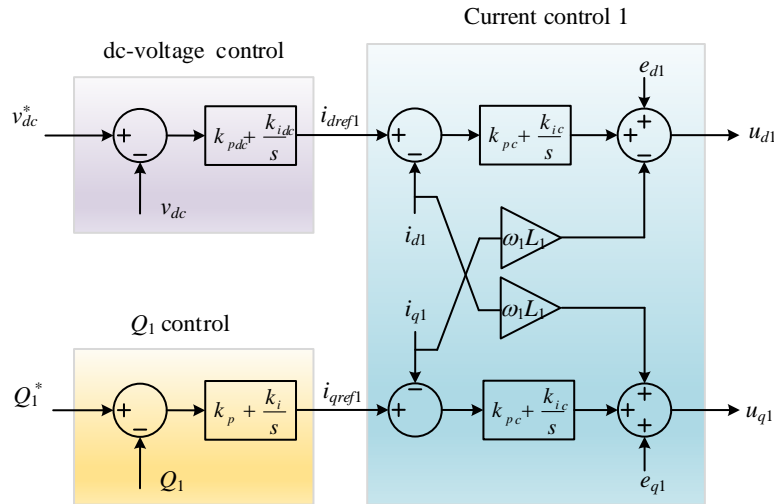 Current control 1
dc-voltage control
v*dc
+
−
kpdc + kidc/s
idref1
+
−
kpc + kic/s
ed1
+
+
−
ud1
vdc
id1
ω1L1
Q1 control
iq1
ω1L1
Q1*
+
−
kp + ki/s
iqref1
+
−
kpc + kic/s
+
+
+
uq1
Q1
eq1